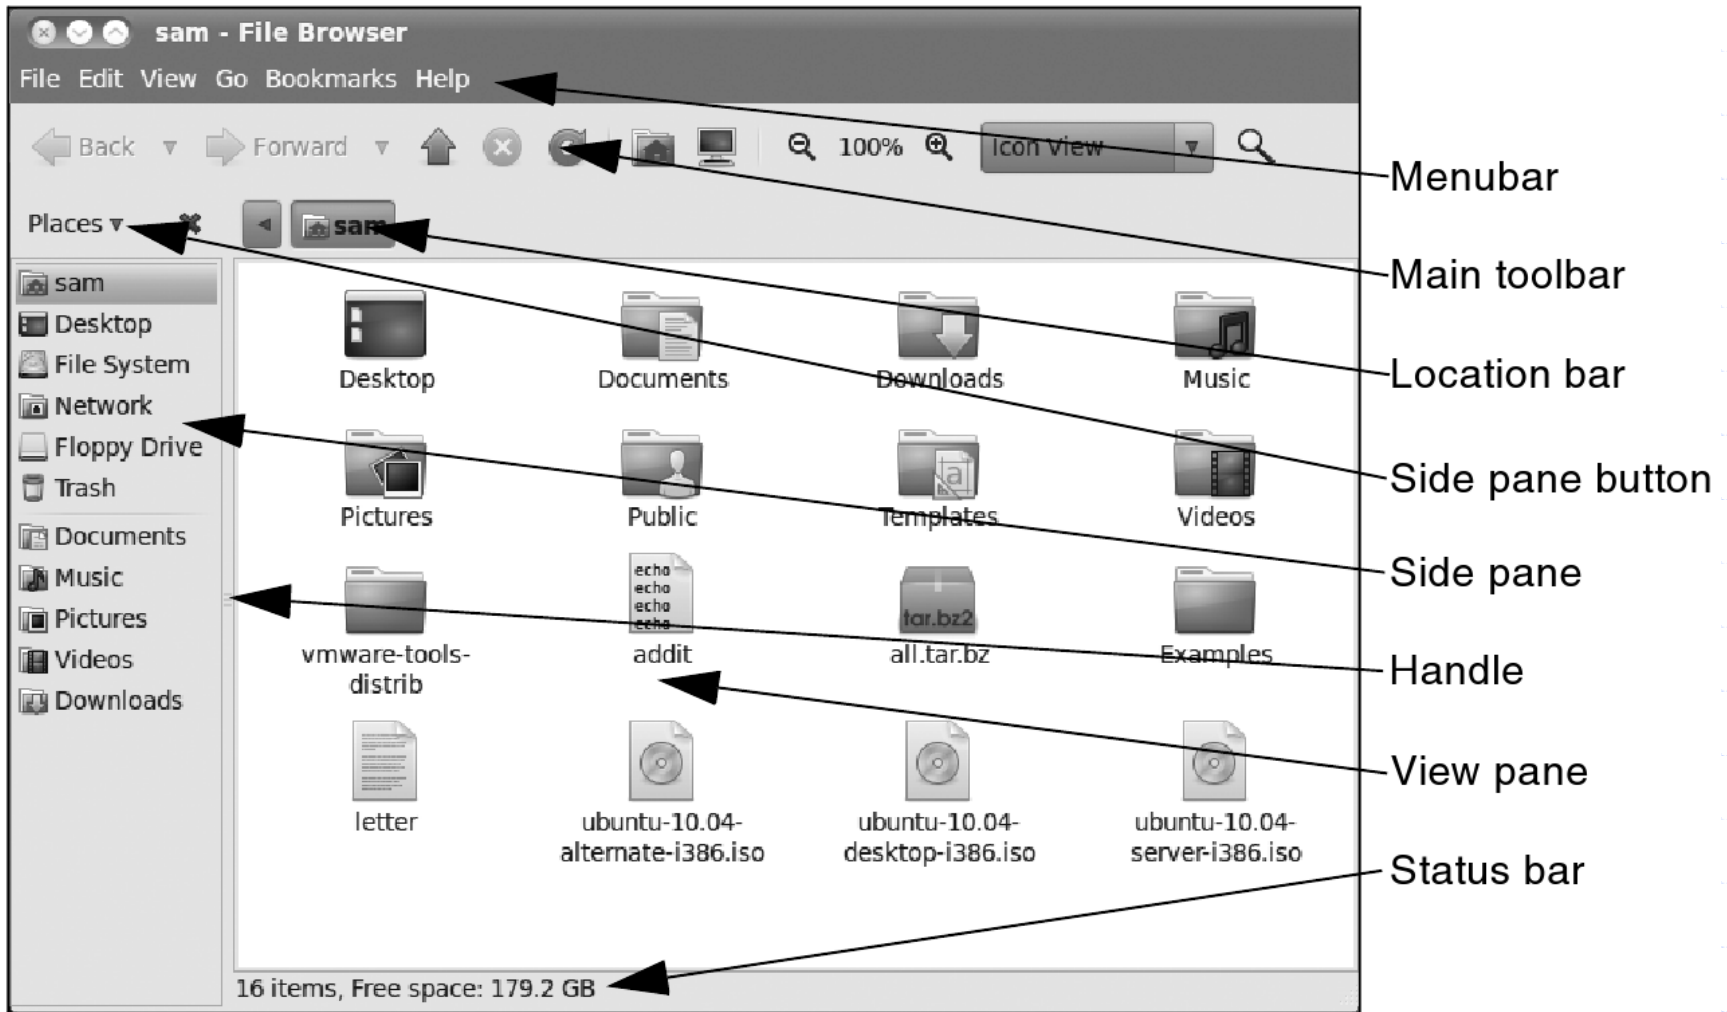 sam - File Browser
File Edit View Go Bookmarks Help
Back Forward 100% Icon View
Places sam
sam
Desktop
File System
Network
Floppy Drive
Trash
Documents
Music
Pictures
Videos
Downloads
Desktop Documents Downloads Music
Pictures Public Templates Videos
a
echo
echo
echo
echo
tar.bz2
vmware-tools-
distrib
addit all.tar.bz Examples
letter
ubuntu-10.04-
alternate-i386.iso
ubuntu-10.04-
desktop-i386.iso
ubuntu-10.04-
server-i386.iso
16 items, Free space: 179.2 GB
Menubar
Main toolbar
Location bar
Side pane button
Side pane
Handle
View pane
Status bar